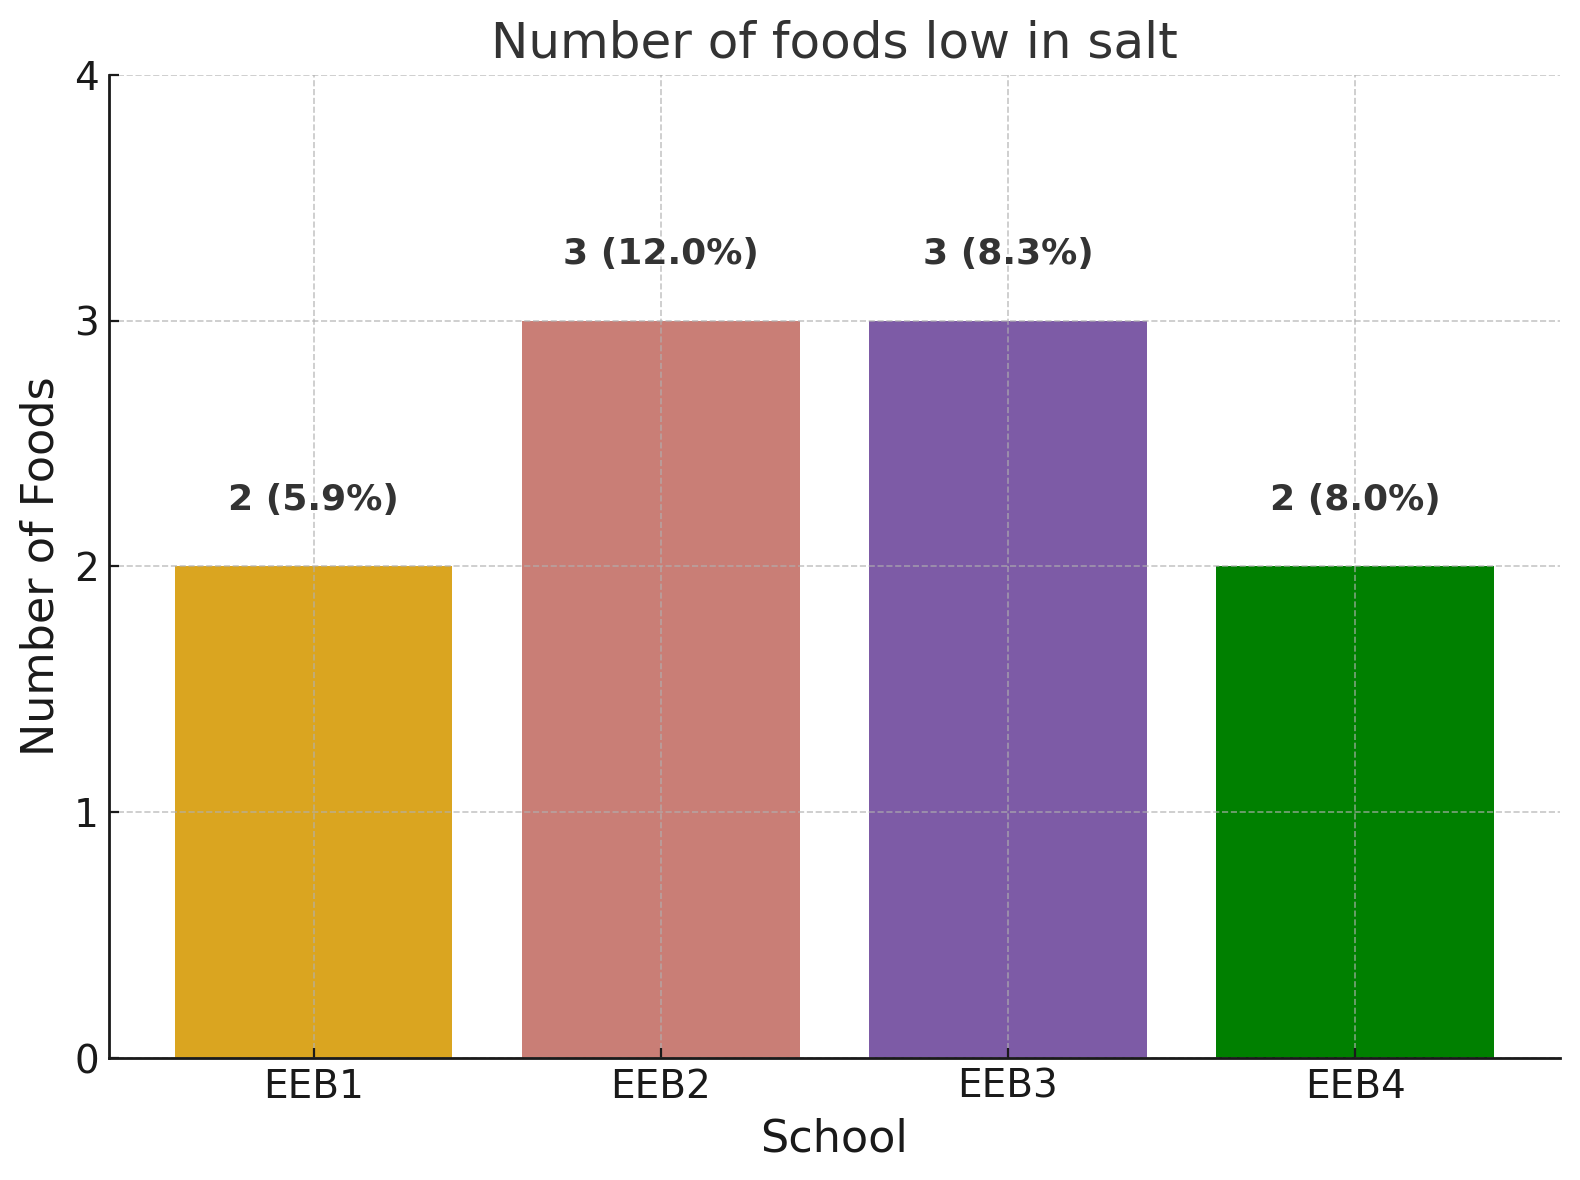 Number of foods low in salt
4
3
2
1
0
Number of Foods
2 (5.9%)
3 (12.0%)
3 (8.3%)
2 (8.0%)
EEB1
EEB2
EEB3
EEB4
School